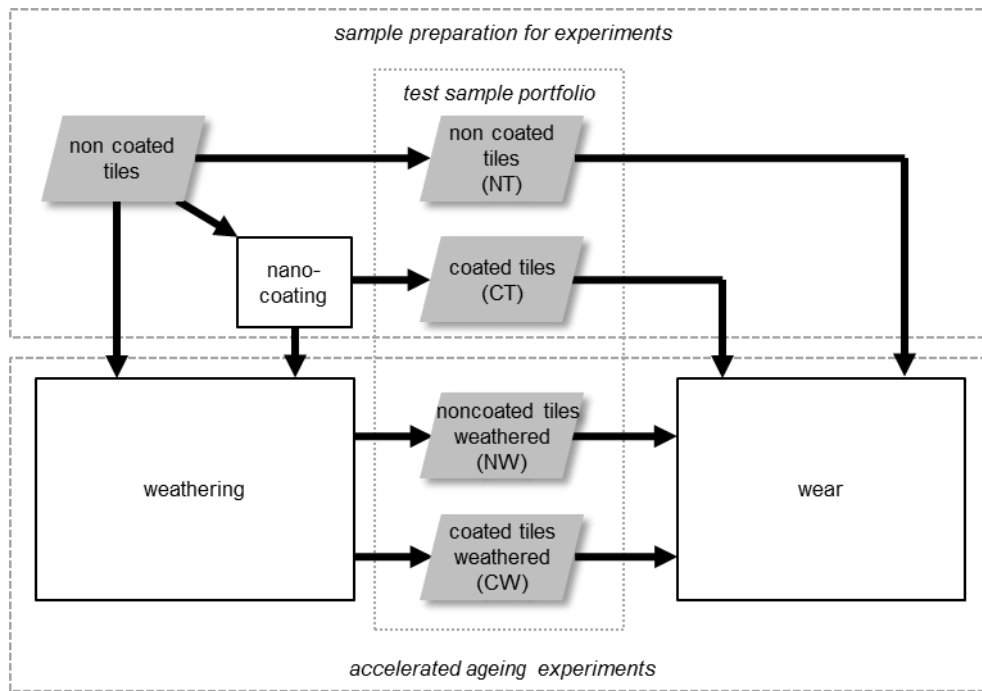 sample preparation for experiments
test sample portfolio
non coated
tiles
non coated
tiles
(NT)
nano-
coating
coated tiles
(CT)
weathering
noncoated tiles
weathered
(NW)
coated tiles
weathered
(CW)
wear
accelerated ageing experiments